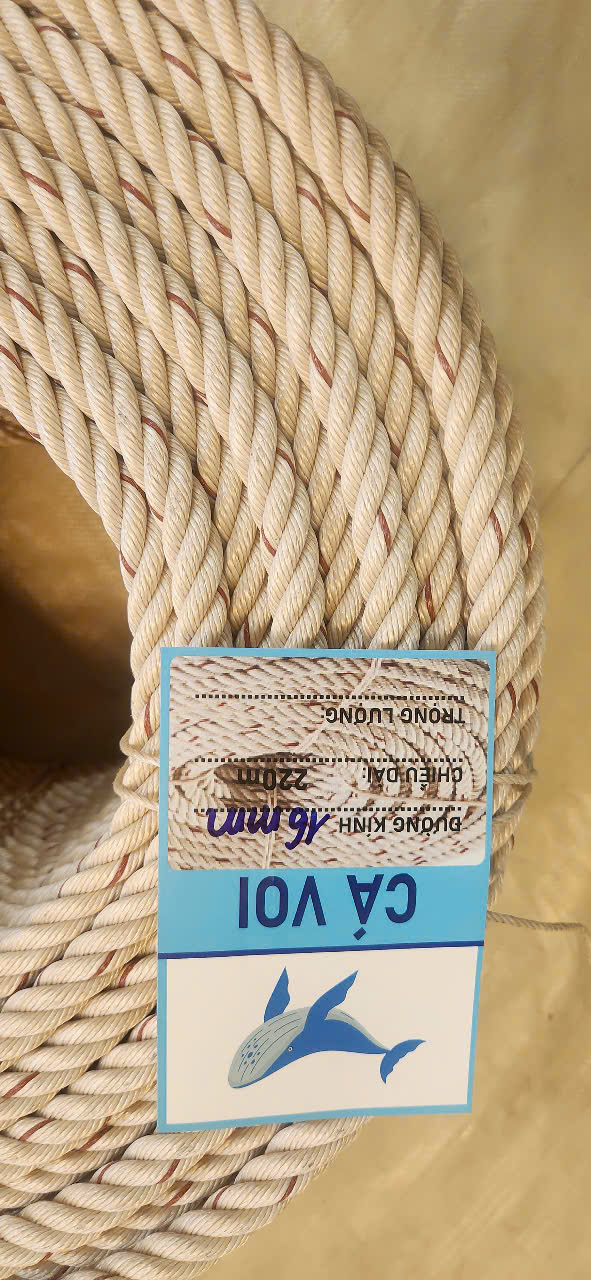 CÁ VOI
ĐƯỜNG KÍNH 16mm
CHIỀU DÀI: 220m
TRỌNG LƯỢNG: